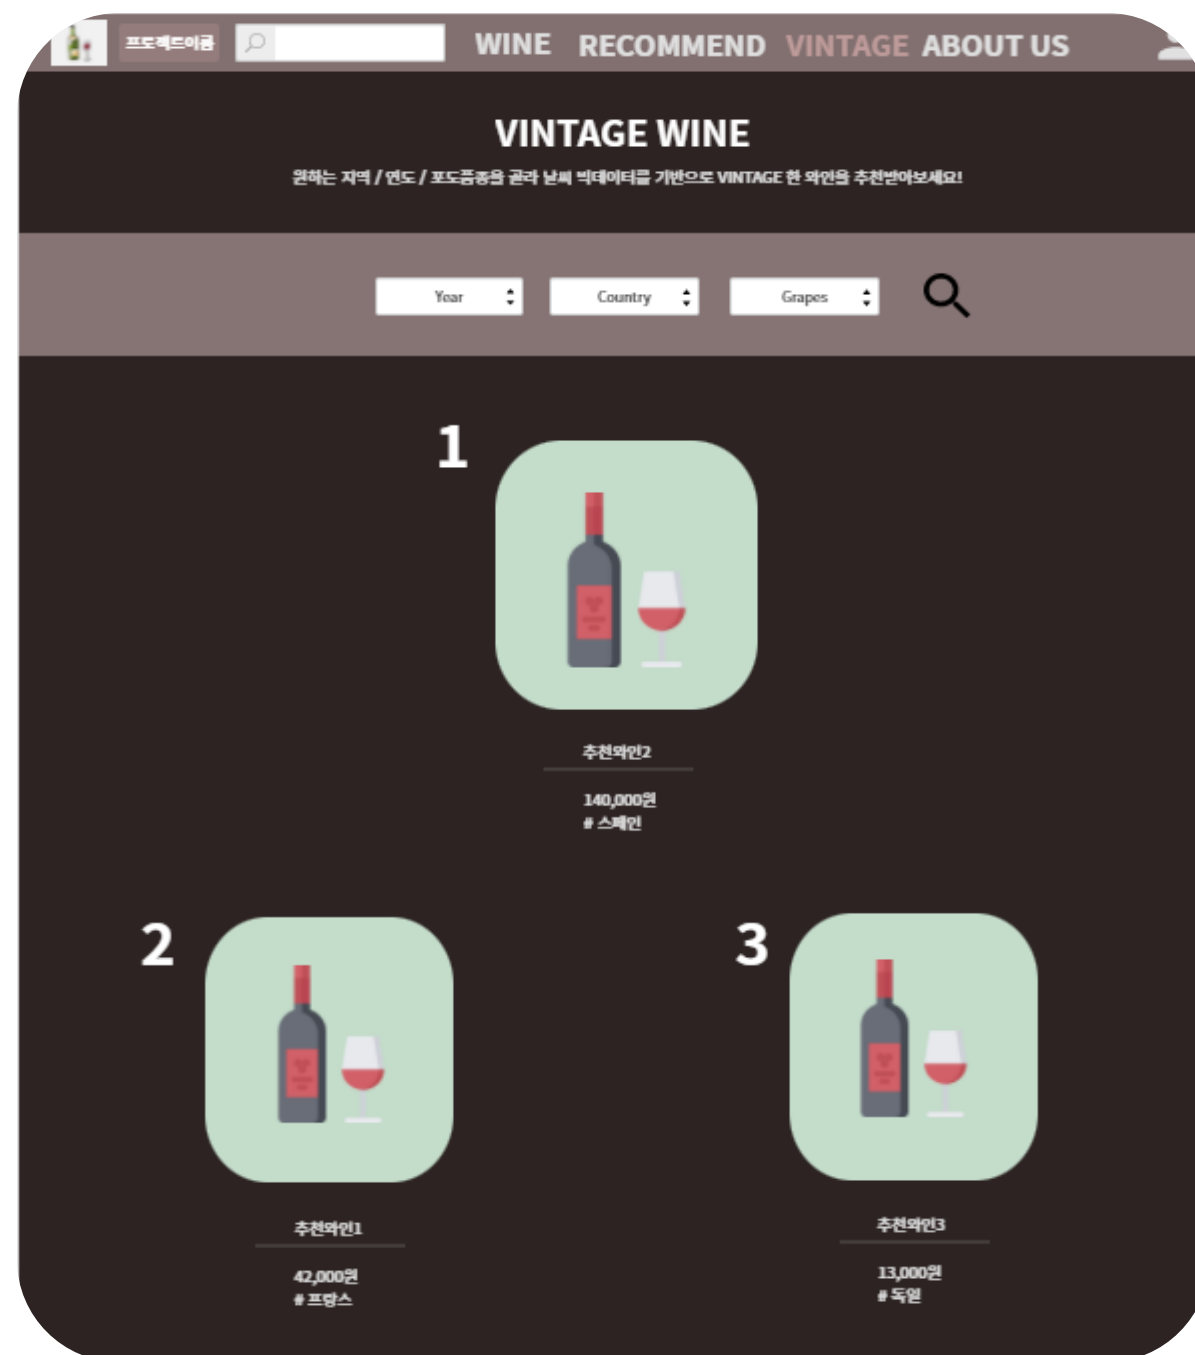 프로젝트이름
WINE RECOMMEND VINTAGE ABOUT US
VINTAGE WINE
원하는 지역 / 연도 / 포도품종을 골라 날씨 빅데이터를 기반으로 VINTAGE 한 와인을 추천받아보세요!
Year Country Grapes
1
추천와인2
140,000원
# 스페인
2
추천와인1
42,000원
# 프랑스
3
추천와인3
13,000원
# 독일